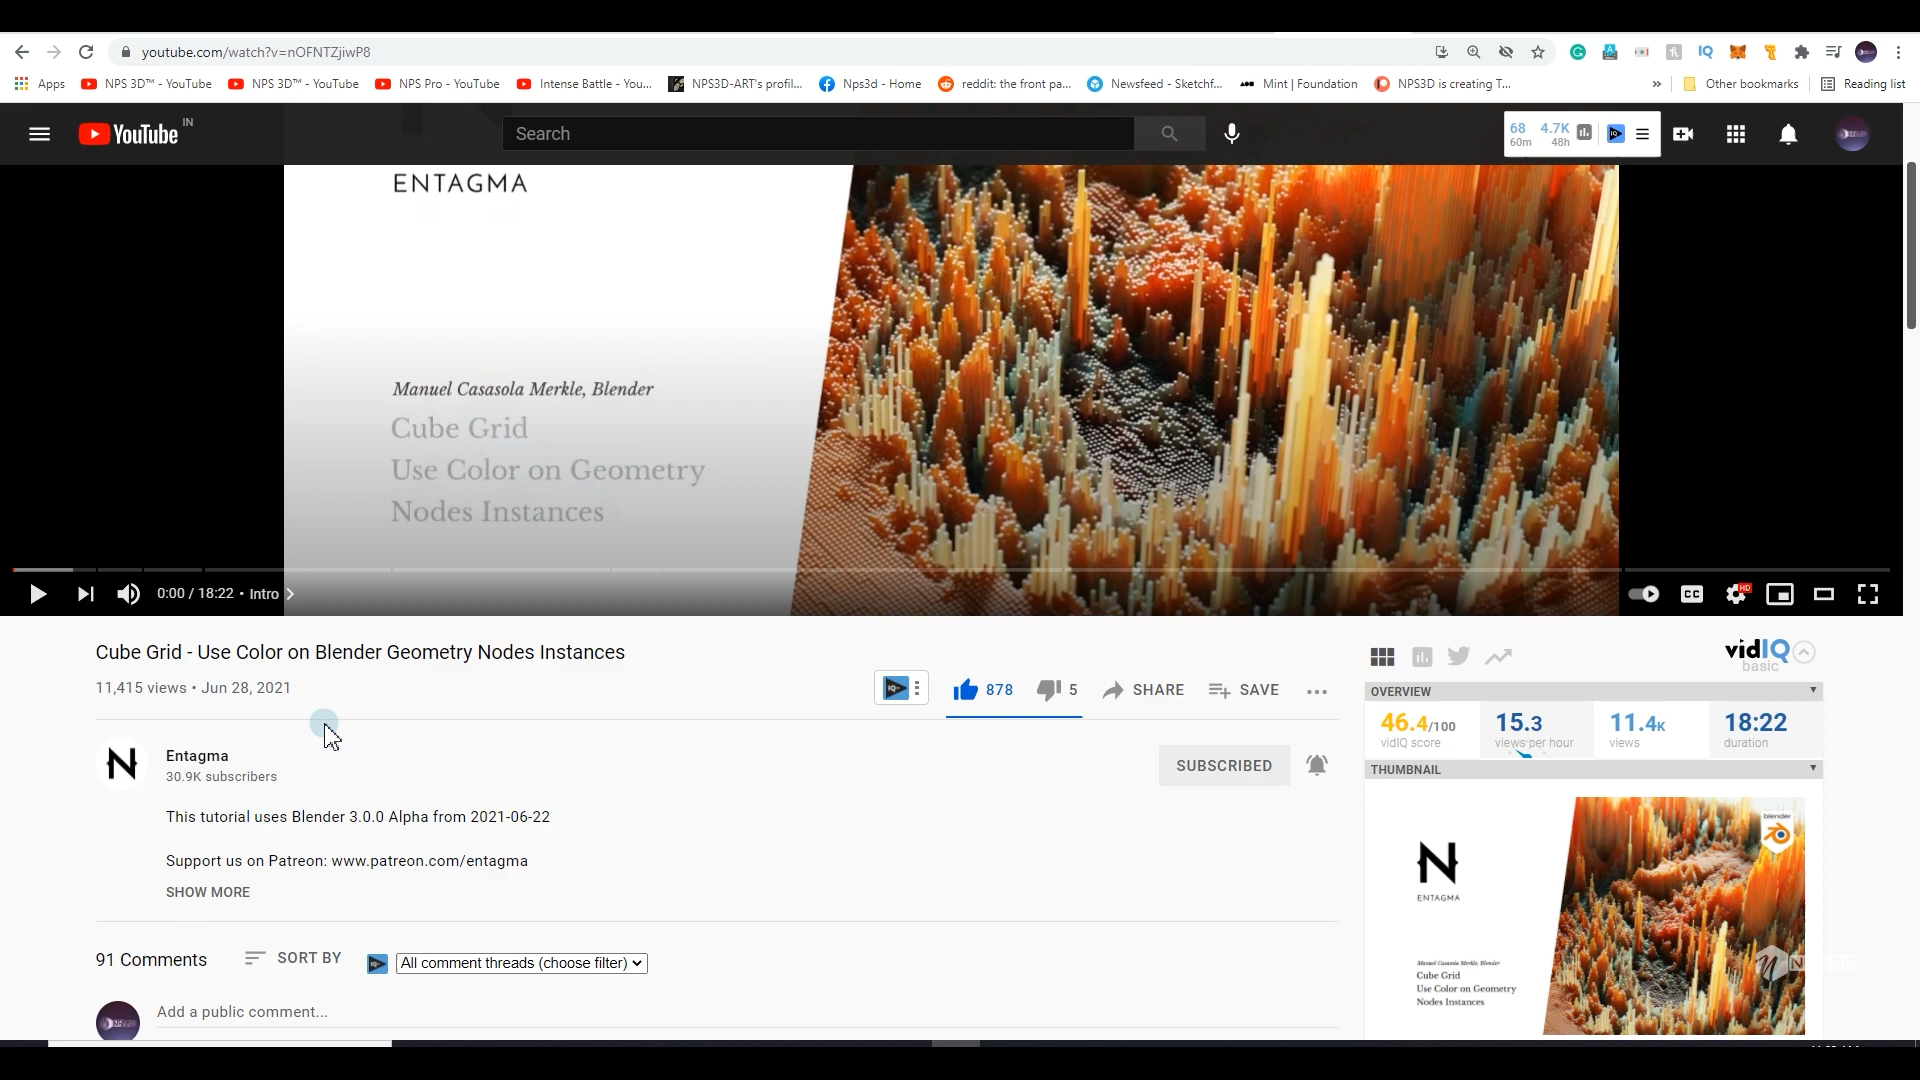 youtube.com/watch?v=nOFNTZjiwP8
Apps
NPS 3D™ - YouTube
NPS 3D™ - YouTube
NPS Pro - YouTube
Intense Battle - You...
NPS3D-ART's profil...
Nps3d - Home
reddit: the front pa...
Newsfeed - Sketchf...
Mint | Foundation
NPS3D is creating T...
»
Other bookmarks
Reading list
YouTube IN
Search
68 4.7K
60m 48h
ENTAGMA
Manuel Casasola Merkle, Blender
Cube Grid
Use Color on Geometry
Nodes Instances
0:00 / 18:22 • Intro
CC
HD
Cube Grid - Use Color on Blender Geometry Nodes Instances
11,415 views • Jun 28, 2021
878
5
SHARE
SAVE
Entagma
30.9K subscribers
SUBSCRIBED
This tutorial uses Blender 3.0.0 Alpha from 2021-06-22
Support us on Patreon: www.patreon.com/entagma
SHOW MORE
91 Comments
SORT BY
All comment threads (choose filter)
Add a public comment...
vidIQ
basic
OVERVIEW
46.4/100
vidIQ score
15.3
views per hour
11.4K
views
18:22
duration
THUMBNAIL
blender
N
ENTAGMA
Manuel Casasola Merkle, Blender
Cube Grid
Use Color on Geometry
Nodes Instances